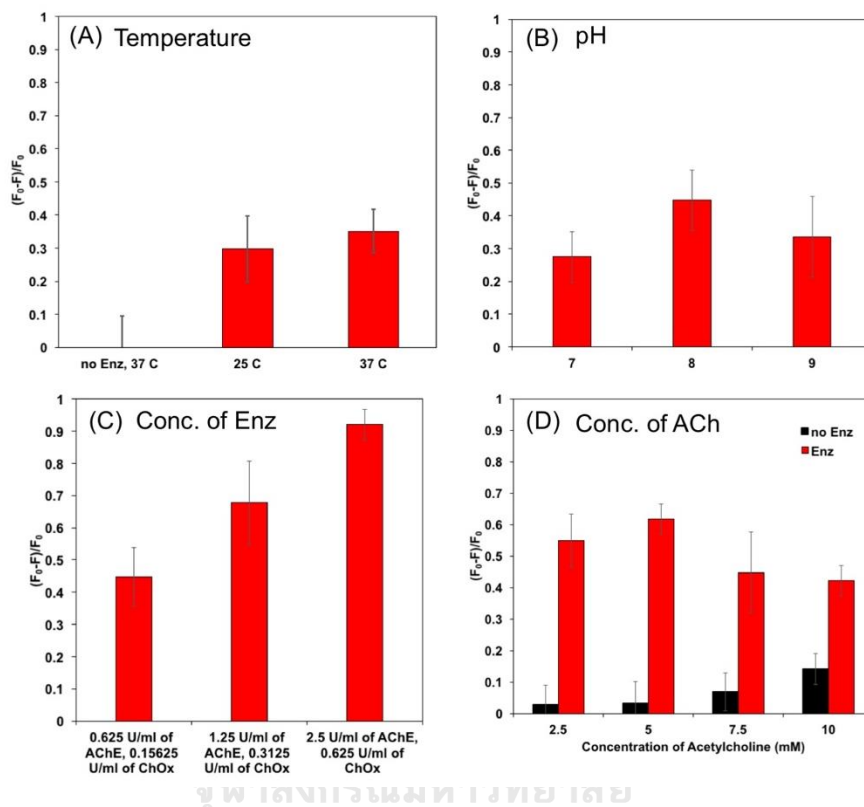 (A) Temperature
1
0.9
0.8
0.7
0.6
0.5
0.4
0.3
0.2
0.1
0
(F₀-F)/F₀
no Enz, 37 C 25 C 37 C
(B) pH
1
0.9
0.8
0.7
0.6
0.5
0.4
0.3
0.2
0.1
0
(F₀-F)/F₀
7 8 9
(C) Conc. of Enz
1
0.9
0.8
0.7
0.6
0.5
0.4
0.3
0.2
0.1
0
(F₀-F)/F₀
0.625 U/ml of AChE, 0.15625 U/ml of ChOx
1.25 U/ml of AChE, 0.3125 U/ml of ChOx
2.5 U/ml of AChE, 0.625 U/ml of ChOx
(D) Conc. of ACh
no Enz
Enz
1
0.9
0.8
0.7
0.6
0.5
0.4
0.3
0.2
0.1
0
(F₀-F)/F₀
2.5 5 7.5 10
Concentration of Acetylcholine (mM)